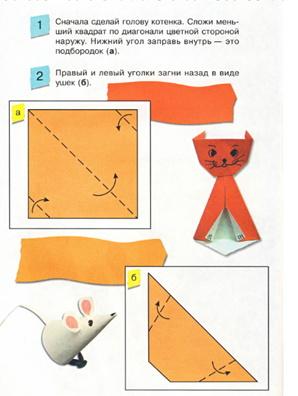 1 Сначала сделай голову котенка. Сложи мень-
ший квадрат по диагонали цветной стороной
наружу. Нижний угол заправь внутрь — это
подбородок (а).
2 Правый и левый уголки загни назад в виде
ушек (б).
а
б